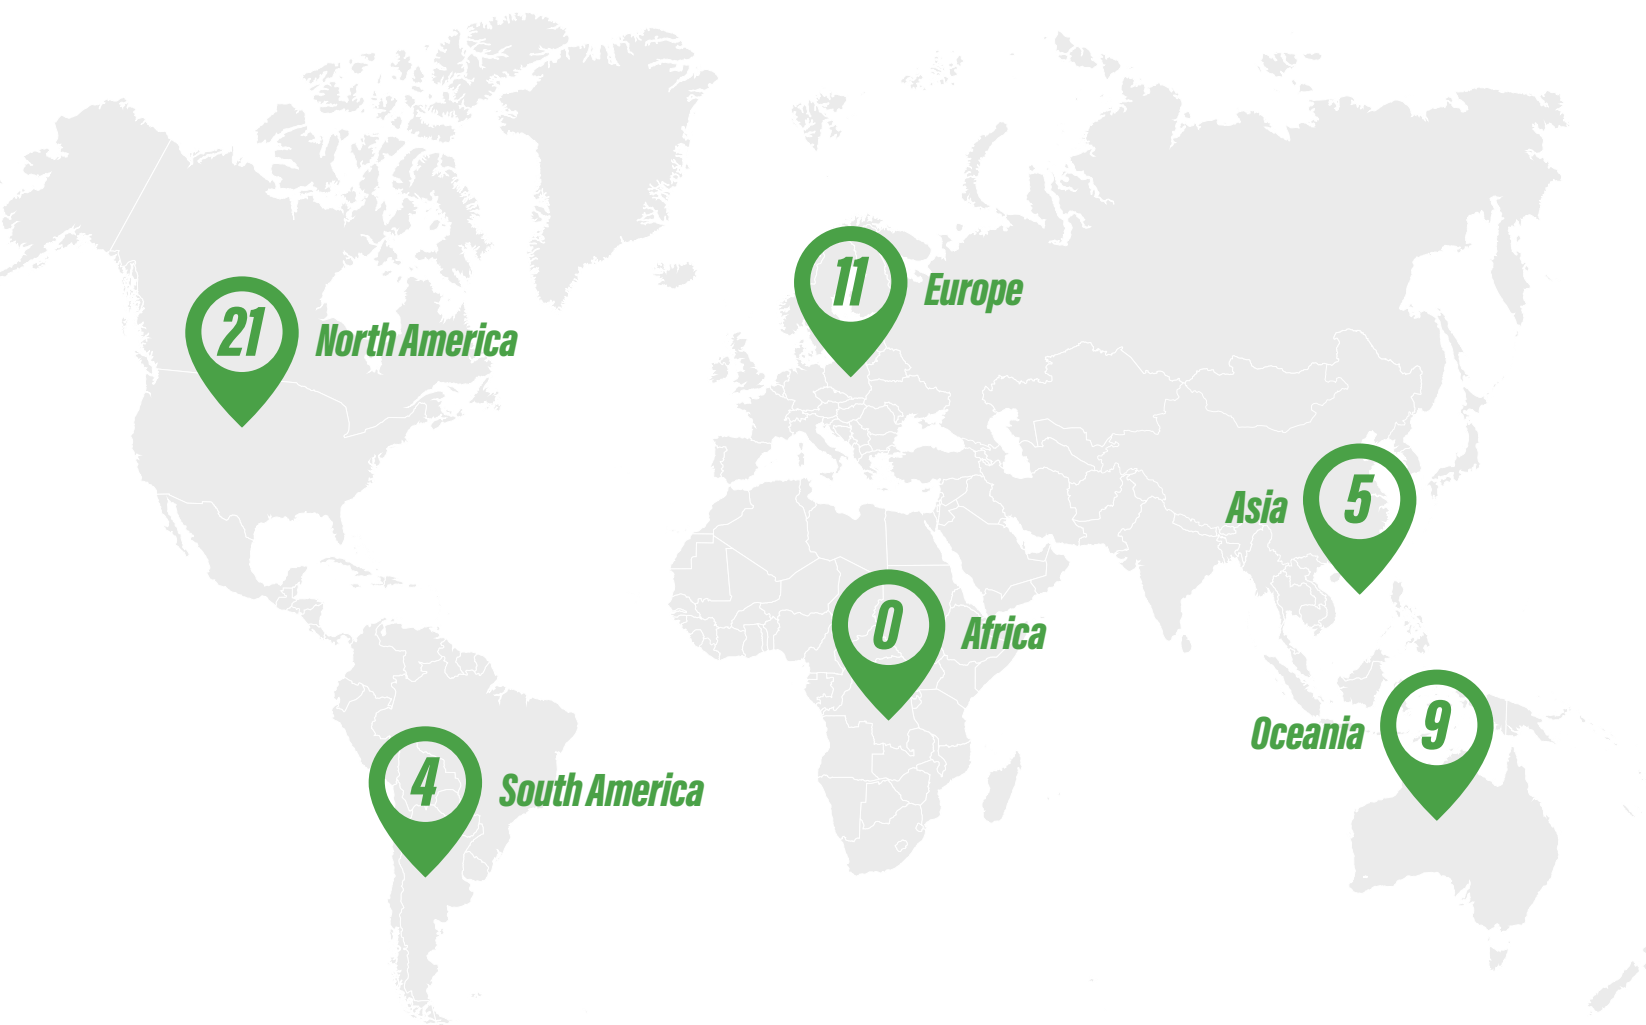 11
Europe
21
North America
5
Asia
0
Africa
9
Oceania
4
South America